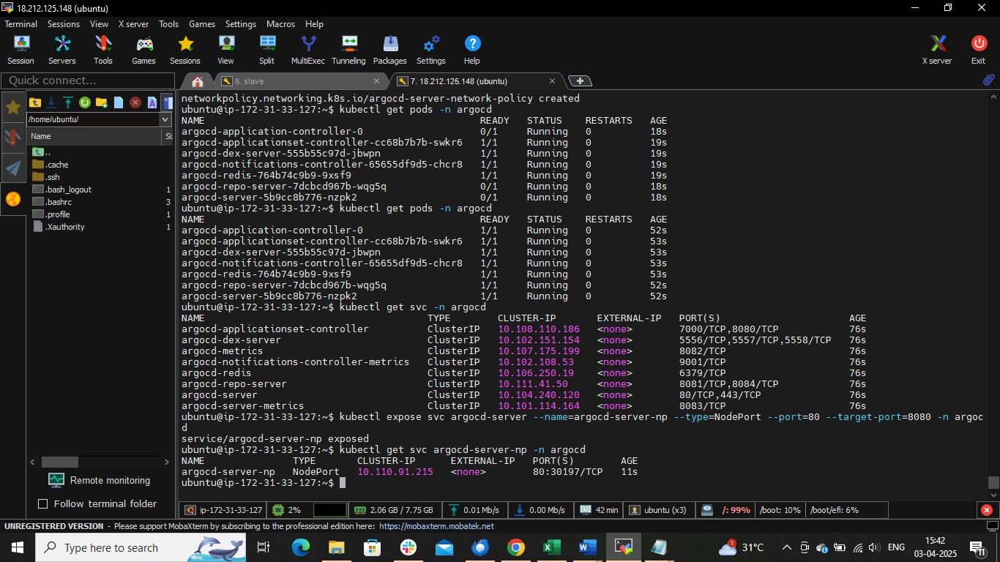 18.212.125.148 (ubuntu)
Terminal Sessions View X server Tools Games Settings Macros Help
Session Servers Tools Games Sessions View Split MultiExec Tunneling Packages Settings Help X server Exit
Quick connect...
6. slave
7. 18.212.125.148 (ubuntu)
/home/ubuntu/
Name Si
..
.cache
.ssh
.bash_logout 1
.bashrc 3
.profile 1
.Xauthority 1
Remote monitoring
Follow terminal folder
networkpolicy.networking.k8s.io/argocd-server-network-policy created
ubuntu@ip-172-31-33-127:~$ kubectl get pods -n argocd
NAME READY STATUS RESTARTS AGE
argocd-application-controller-0 0/1 Running 0 18s
argocd-applicationset-controller-cc68b7b7b-swkr6 1/1 Running 0 19s
argocd-dex-server-555b55c97d-jbwpn 1/1 Running 0 19s
argocd-notifications-controller-65655df9d5-chcr8 1/1 Running 0 19s
argocd-redis-764b74c9b9-9xsf9 1/1 Running 0 19s
argocd-repo-server-7dcbcd967b-wqg5q 0/1 Running 0 18s
argocd-server-5b9cc8b776-nzpk2 0/1 Running 0 18s
ubuntu@ip-172-31-33-127:~$ kubectl get pods -n argocd
NAME READY STATUS RESTARTS AGE
argocd-application-controller-0 1/1 Running 0 52s
argocd-applicationset-controller-cc68b7b7b-swkr6 1/1 Running 0 53s
argocd-dex-server-555b55c97d-jbwpn 1/1 Running 0 53s
argocd-notifications-controller-65655df9d5-chcr8 1/1 Running 0 53s
argocd-redis-764b74c9b9-9xsf9 1/1 Running 0 53s
argocd-repo-server-7dcbcd967b-wqg5q 1/1 Running 0 52s
argocd-server-5b9cc8b776-nzpk2 1/1 Running 0 52s
ubuntu@ip-172-31-33-127:~$ kubectl get svc -n argocd
NAME TYPE CLUSTER-IP EXTERNAL-IP PORT(S) AGE
argocd-applicationset-controller ClusterIP 10.108.110.186 <none> 7000/TCP,8080/TCP 76s
argocd-dex-server ClusterIP 10.102.151.154 <none> 5556/TCP,5557/TCP,5558/TCP 76s
argocd-metrics ClusterIP 10.107.175.199 <none> 8082/TCP 76s
argocd-notifications-controller-metrics ClusterIP 10.102.108.53 <none> 9001/TCP 76s
argocd-redis ClusterIP 10.106.250.19 <none> 6379/TCP 76s
argocd-repo-server ClusterIP 10.111.41.50 <none> 8081/TCP,8084/TCP 76s
argocd-server ClusterIP 10.104.240.120 <none> 80/TCP,443/TCP 76s
argocd-server-metrics ClusterIP 10.101.114.164 <none> 8083/TCP 76s
ubuntu@ip-172-31-33-127:~$ kubectl expose svc argocd-server --name=argocd-server-np --type=NodePort --port=80 --target-port=8080 -n argoc
d
service/argocd-server-np exposed
ubuntu@ip-172-31-33-127:~$ kubectl get svc argocd-server-np -n argocd
NAME TYPE CLUSTER-IP EXTERNAL-IP PORT(S) AGE
argocd-server-np NodePort 10.110.91.215 <none> 80:30197/TCP 11s
ubuntu@ip-172-31-33-127:~$
ip-172-31-33-127 2% 2.06 GB / 7.75 GB 0.01 Mb/s 0.00 Mb/s 42 min ubuntu (x3) /: 99% /boot: 10% /boot/efi: 6%
UNREGISTERED VERSION - Please support MobaXterm by subscribing to the professional edition here: https://mobaxterm.mobatek.net
Type here to search
1 31°C ENG 15:42
03-04-2025
11